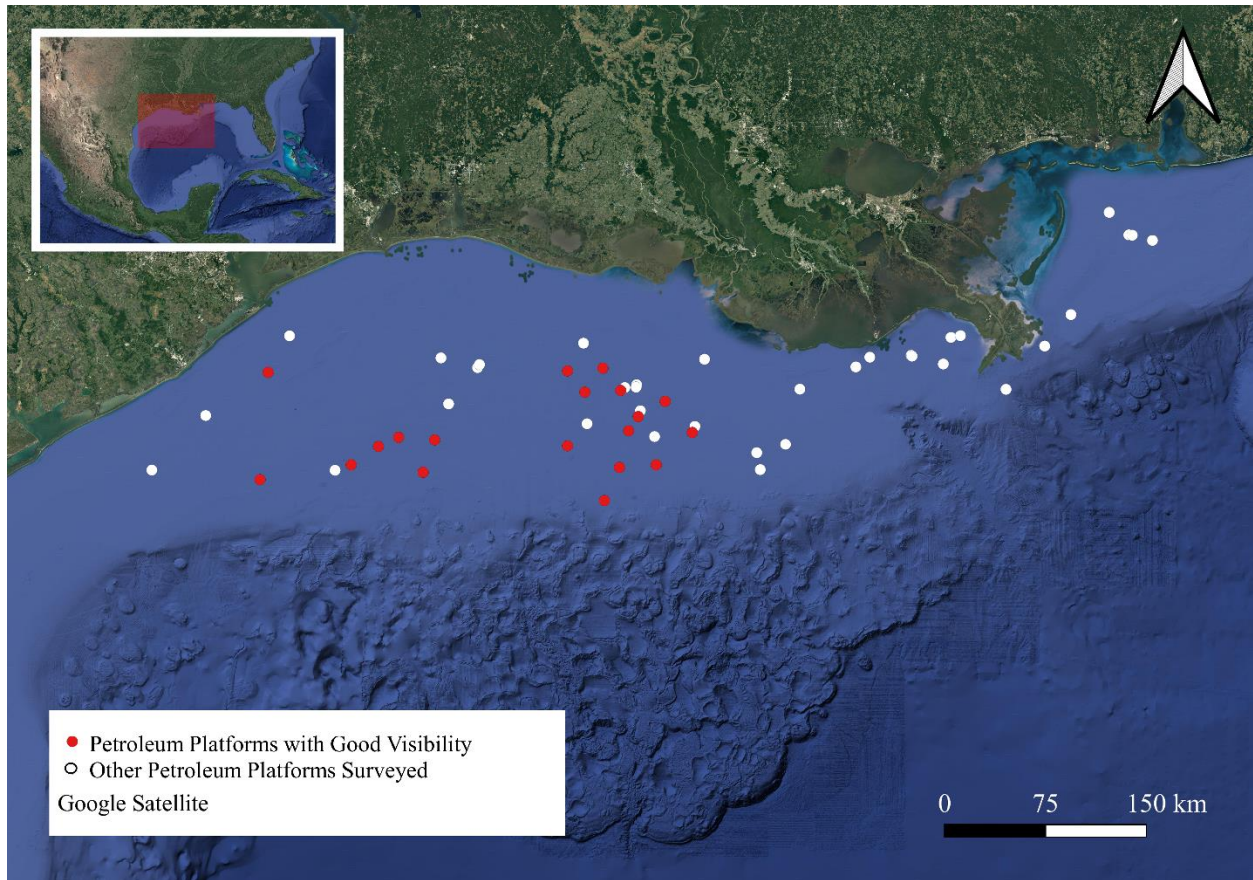 Petroleum Platforms with Good Visibility
Other Petroleum Platforms Surveyed
Google Satellite
0 75 150 km